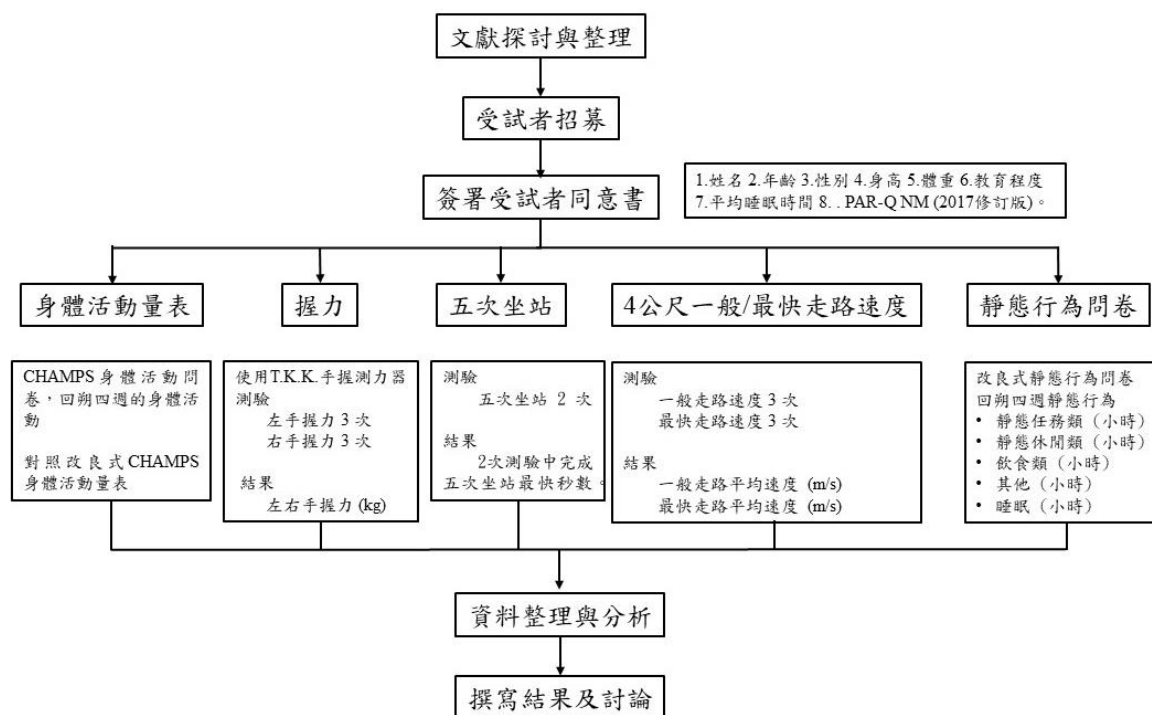 文獻探討與整理
受試者招募
簽署受試者同意書
1.姓名 2.年齡 3.性別 4.身高 5.體重 6.教育程度
7.平均睡眠時間 8. . PAR-Q NM (2017修訂版)。
身體活動量表
握力
五次坐站
4公尺一般/最快走路速度
靜態行為問卷
CHAMPS 身體活動問
卷，回朔四週的身體活
動
對照改良式CHAMPS
身體活動量表
使用T.K.K.手握測力器
測驗
左手握力 3 次
右手握力 3 次
結果
左右手握力 (kg)
測驗
五次坐站 2 次
結果
2次測驗中完成
五次坐站最快秒數。
測驗
一般走路速度 3 次
最快走路速度 3 次
結果
一般走路平均速度 (m/s)
最快走路平均速度 (m/s)
改良式靜態行為問卷
回朔四週靜態行為
• 靜態任務類（小時）
• 靜態休閒類（小時）
• 飲食類（小時）
• 其他（小時）
• 睡眠（小時）
資料整理與分析
撰寫結果及討論